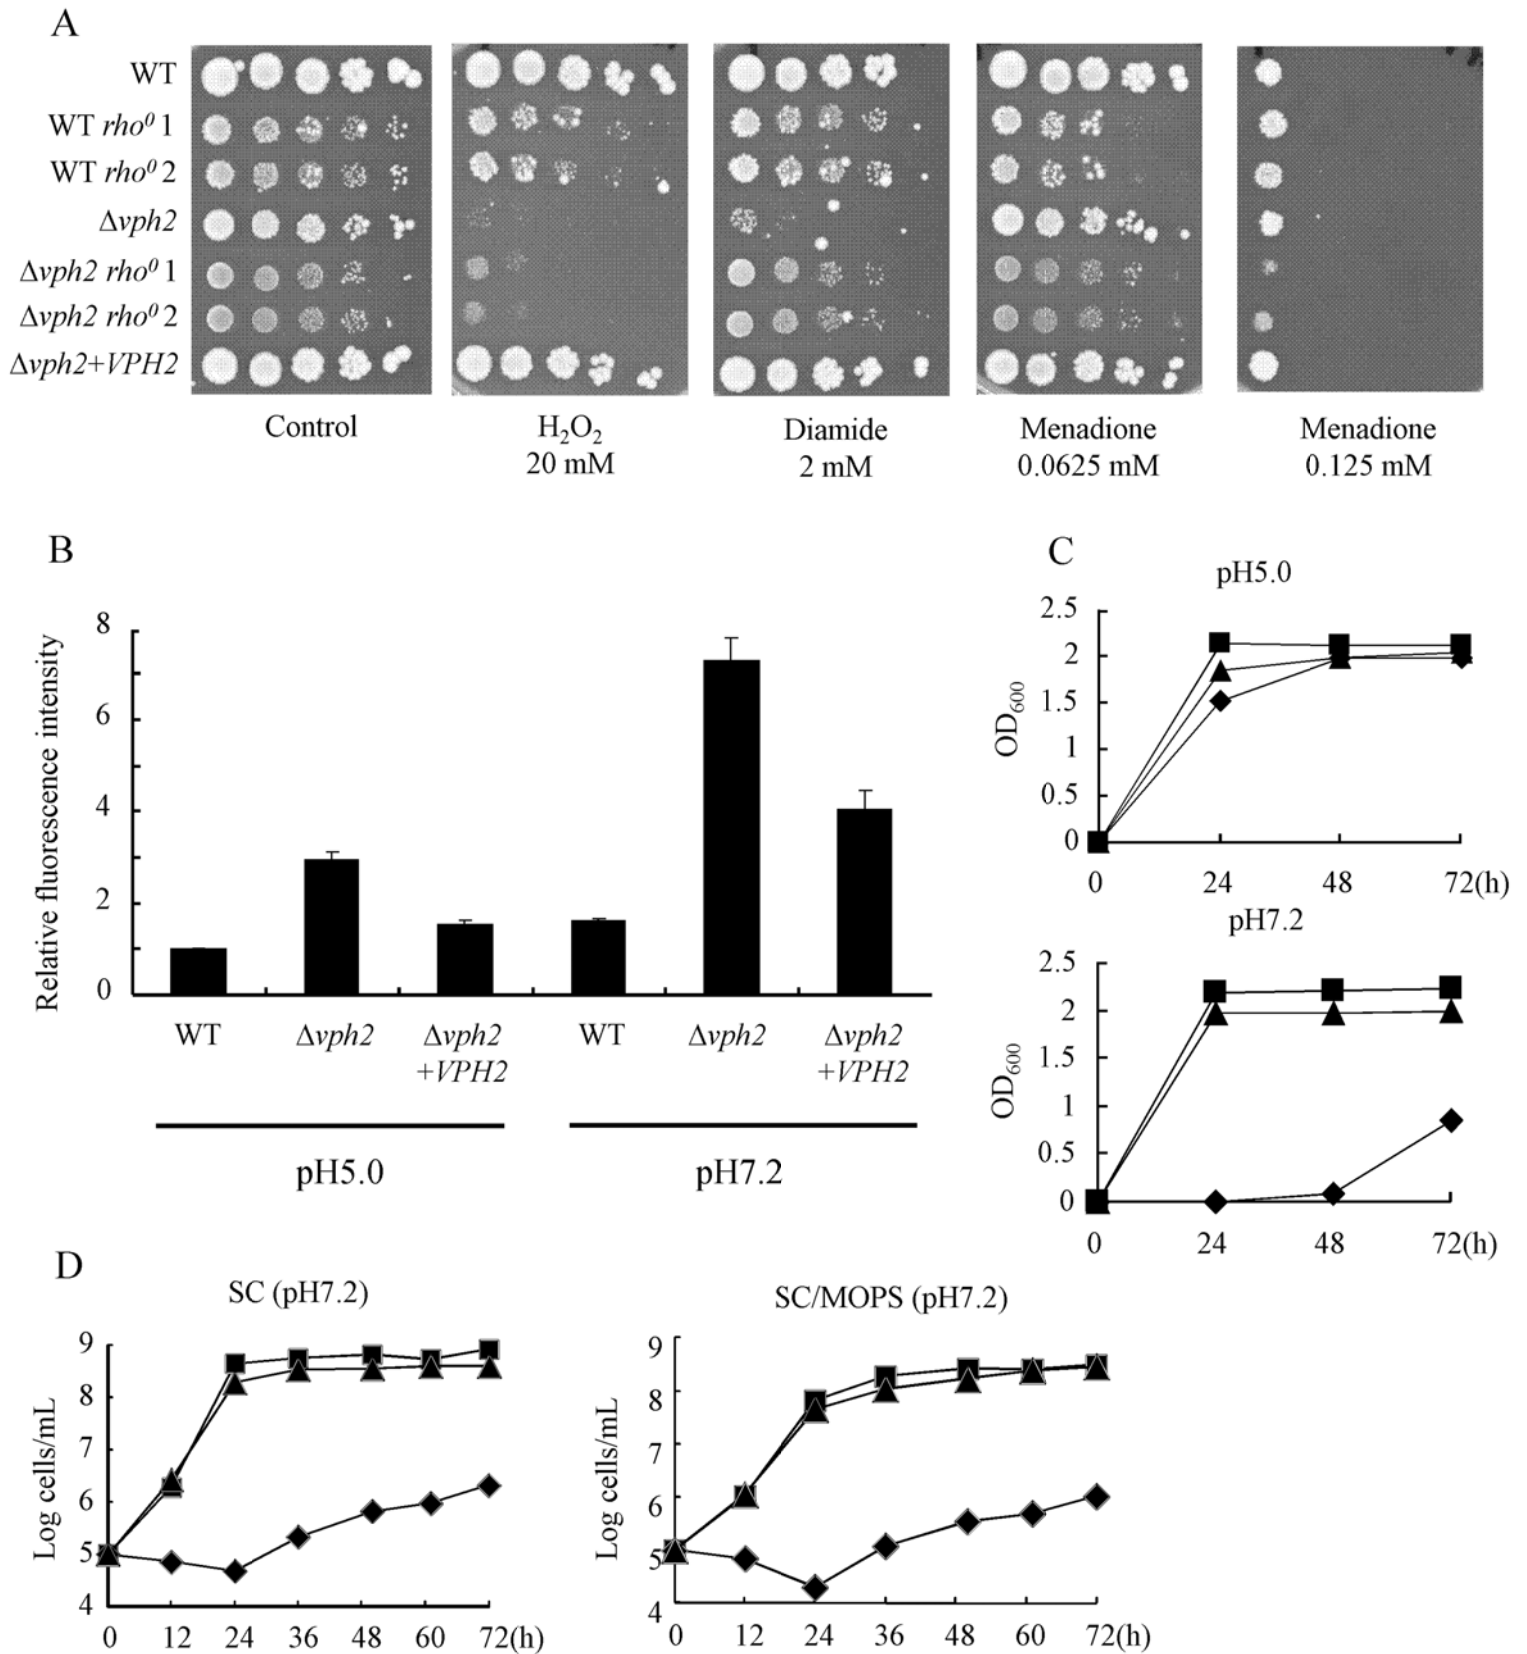 A
WT
WT rho⁰ 1
WT rho⁰ 2
Δvph2
Δvph2 rho⁰ 1
Δvph2 rho⁰ 2
Δvph2+VPH2
Control
H₂O₂
20 mM
Diamide
2 mM
Menadione
0.0625 mM
Menadione
0.125 mM
B
Relative fluorescence intensity
8
6
4
2
0
WT
Δvph2
Δvph2
+VPH2
WT
Δvph2
Δvph2
+VPH2
pH5.0
pH7.2
C
pH5.0
OD₆₀₀
2.5
2
1.5
1
0.5
0
0 24 48 72(h)
pH7.2
OD₆₀₀
2.5
2
1.5
1
0.5
0
0 24 48 72(h)
D
SC (pH7.2)
Log cells/mL
9
8
7
6
5
4
0 12 24 36 48 60 72(h)
SC/MOPS (pH7.2)
Log cells/mL
9
8
7
6
5
4
0 12 24 36 48 60 72(h)